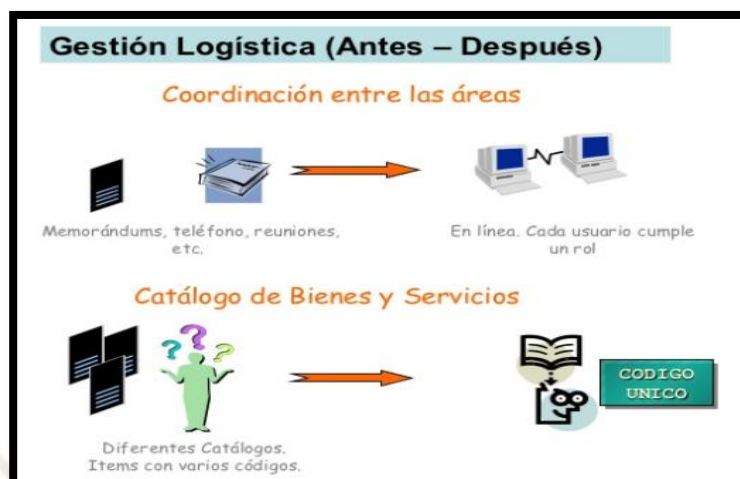 Gestión Logística (Antes – Después)
Coordinación entre las áreas
Memorándums, teléfono, reuniones,
etc.
En línea. Cada usuario cumple
un rol
Catálogo de Bienes y Servicios
? ? ?
CODIGO
UNICO
Diferentes Catálogos.
Items con varios códigos.